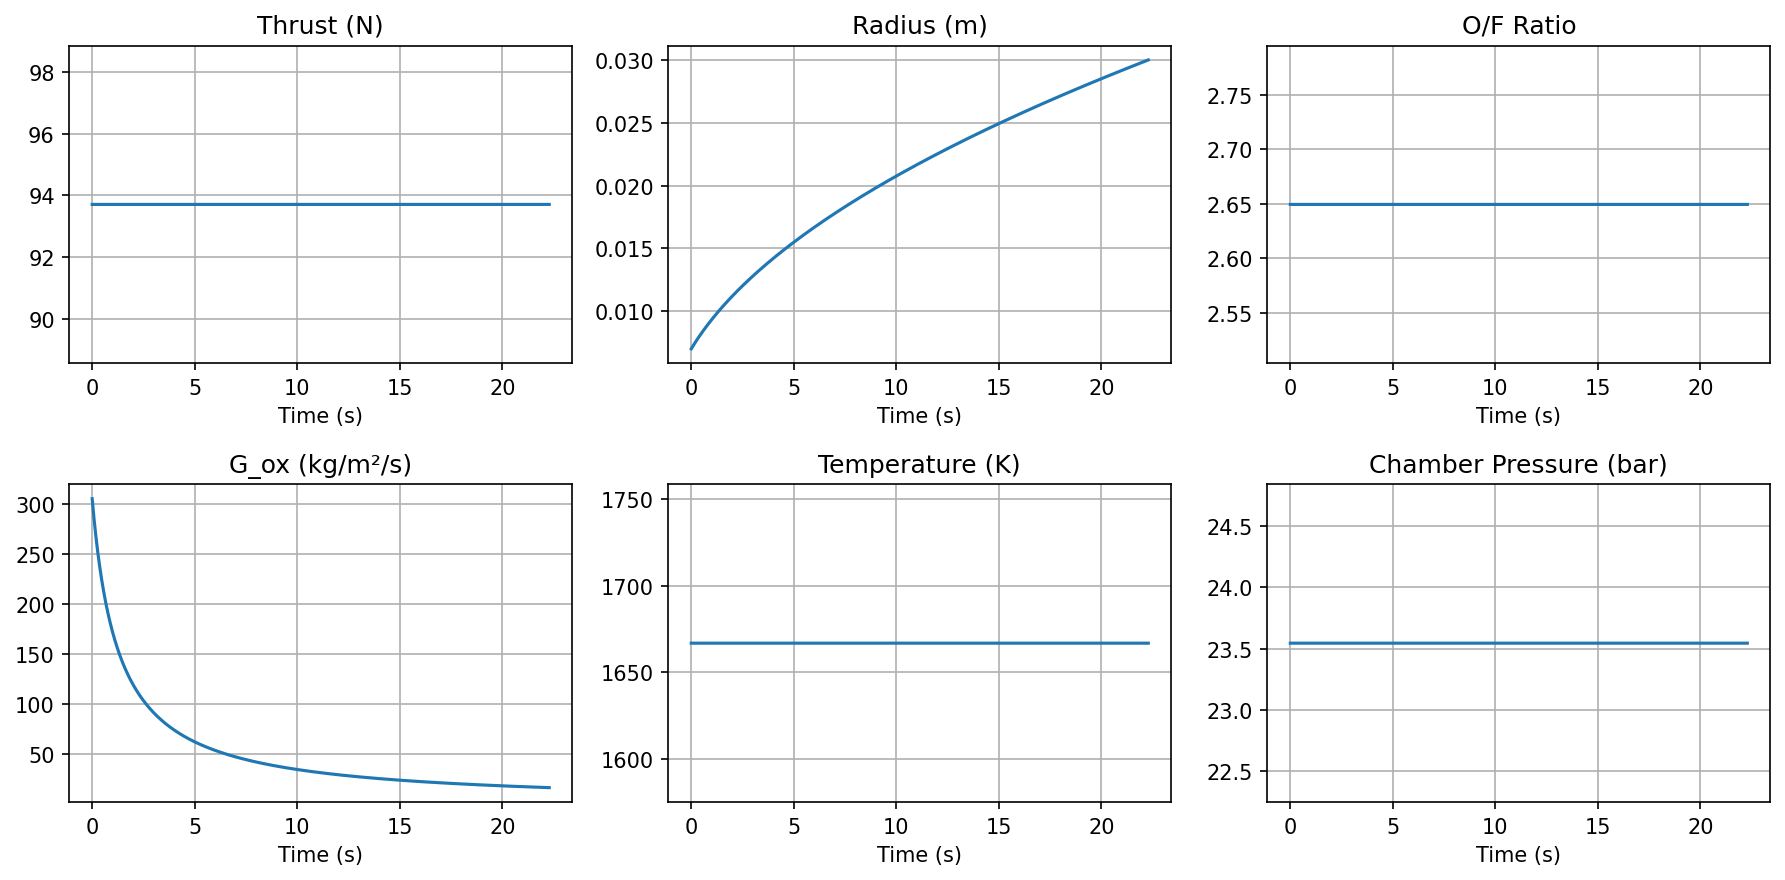 Thrust (N)
98
96
94
92
90
0 5 10 15 20
Time (s)
Radius (m)
0.030
0.025
0.020
0.015
0.010
0 5 10 15 20
Time (s)
O/F Ratio
2.75
2.70
2.65
2.60
2.55
0 5 10 15 20
Time (s)
G_ox (kg/m²/s)
300
250
200
150
100
50
0 5 10 15 20
Time (s)
Temperature (K)
1750
1700
1650
1600
0 5 10 15 20
Time (s)
Chamber Pressure (bar)
24.5
24.0
23.5
23.0
22.5
0 5 10 15 20
Time (s)